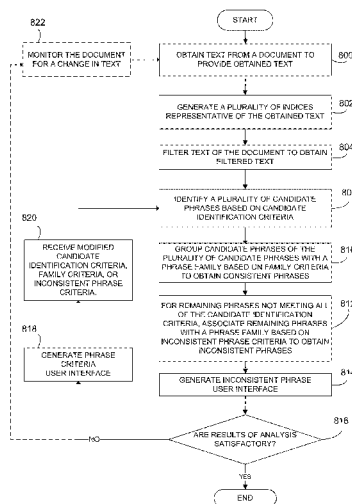 START
822
MONITOR THE DOCUMENT
FOR A CHANGE IN TEXT
OBTAIN TEXT FROM A DOCUMENT TO
PROVIDE OBTAINED TEXT
800
GENERATE A PLURALITY OF INDICES
REPRESENTATIVE OF THE OBTAINED TEXT
802
FILTER TEXT OF THE DOCUMENT TO OBTAIN
FILTERED TEXT
804
IDENTIFY A PLURALITY OF CANDIDATE
PHRASES BASED ON CANDIDATE
IDENTIFICATION CRITERIA
820
RECEIVE MODIFIED
CANDIDATE
IDENTIFICATION CRITERIA,
FAMILY CRITERIA, OR
INCONSISTENT PHRASE
CRITERIA.
GROUP CANDIDATE PHRASES OF THE
PLURALITY OF CANDIDATE PHRASES WITH A
PHRASE FAMILY BASED ON FAMILY CRITERIA
TO OBTAIN CONSISTENT PHRASES
FOR REMAINING PHRASES NOT MEETING ALL
OF THE CANDIDATE IDENTIFICATION
CRITERIA, ASSOCIATE REMAINING PHRASES
WITH A PHRASE FAMILY BASED ON
INCONSISTENT PHRASE CRITERIA TO OBTAIN
INCONSISTENT PHRASES
812
818
GENERATE PHRASE
CRITERIA
USER INTERFACE
GENERATE INCONSISTENT PHRASE
USER INTERFACE
814
ARE RESULTS OF ANALYSIS
SATISFACTORY?
816
NO
YES
END